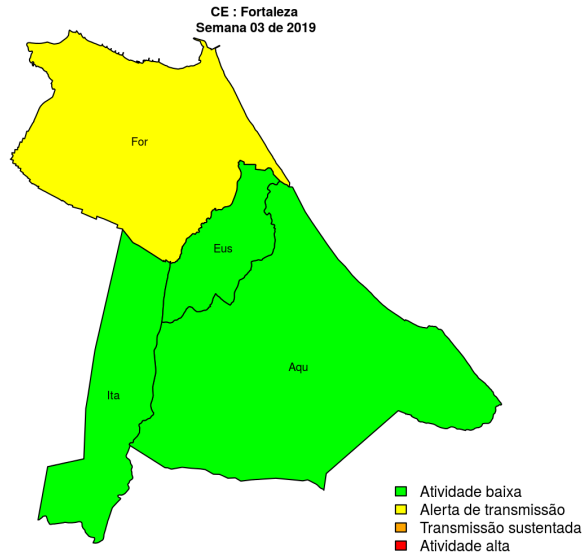 CE : Fortaleza
Semana 03 de 2019
For
Eus
Aqu
Ita
Atividade baixa
Alerta de transmissão
Transmissão sustentada
Atividade alta